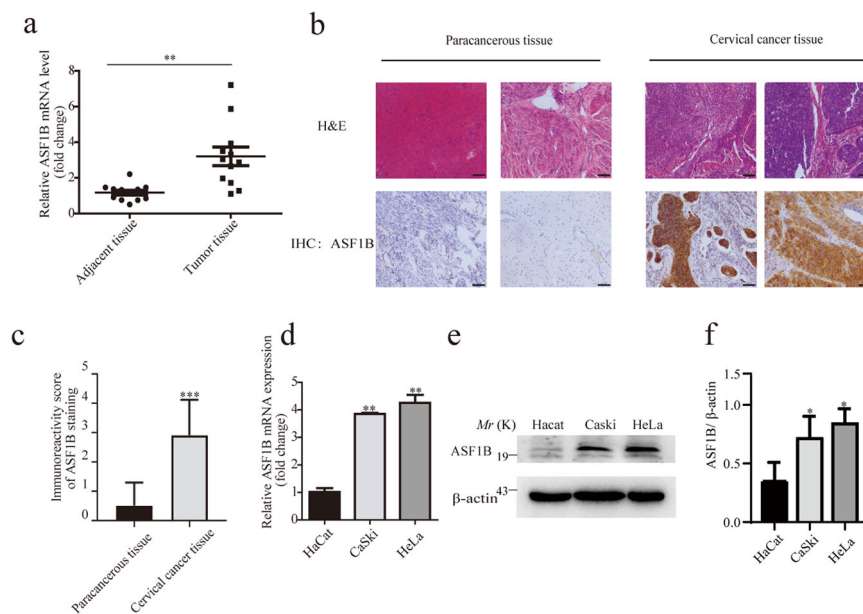 a
**
Relative ASF1B mRNA level
(fold change)
8
6
4
2
0
Adjacent tissue
Tumor tissue
b
Paracancerous tissue
Cervical cancer tissue
H&E
IHC: ASF1B
c
Immunoreactivity score
of ASF1B staining
5
4
3
2
1
0
***
Paracancerous tissue
Cervical cancer tissue
d
Relative ASF1B mRNA expression
(fold change)
5
4
3
2
1
0
**
**
HaCat
CaSki
HeLa
e
Mr (K)
Hacat
Caski
HeLa
ASF1B
19
β-actin
43
f
ASF1B/ β-actin
1.5
1.0
0.5
0.0
*
*
HaCat
CaSki
HeLa